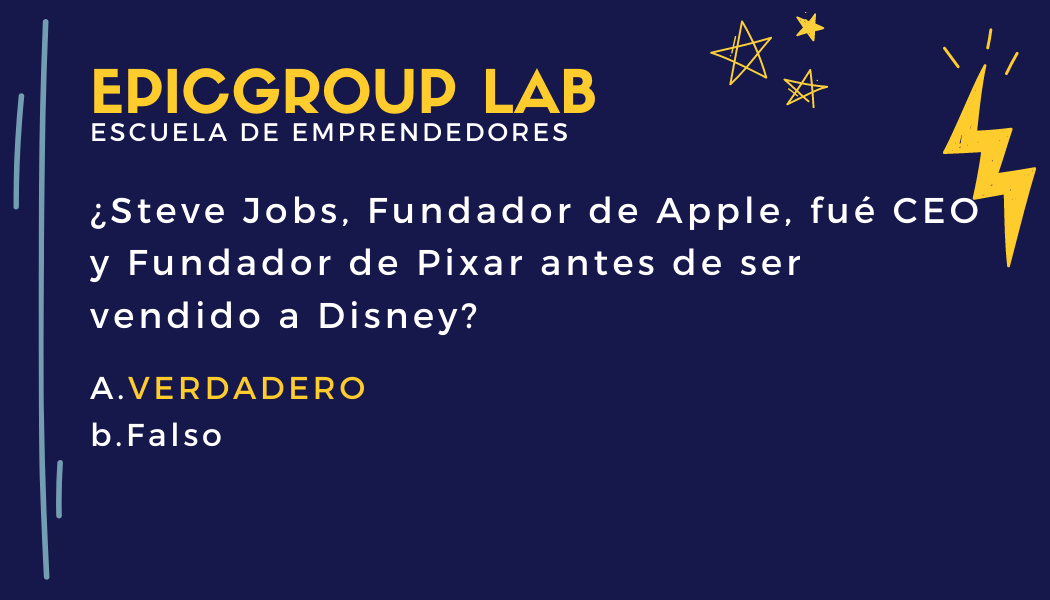 EPICGROUP LAB
ESCUELA DE EMPRENDEDORES
¿Steve Jobs, Fundador de Apple, fué CEO
y Fundador de Pixar antes de ser
vendido a Disney?
A.VERDADERO
b.Falso